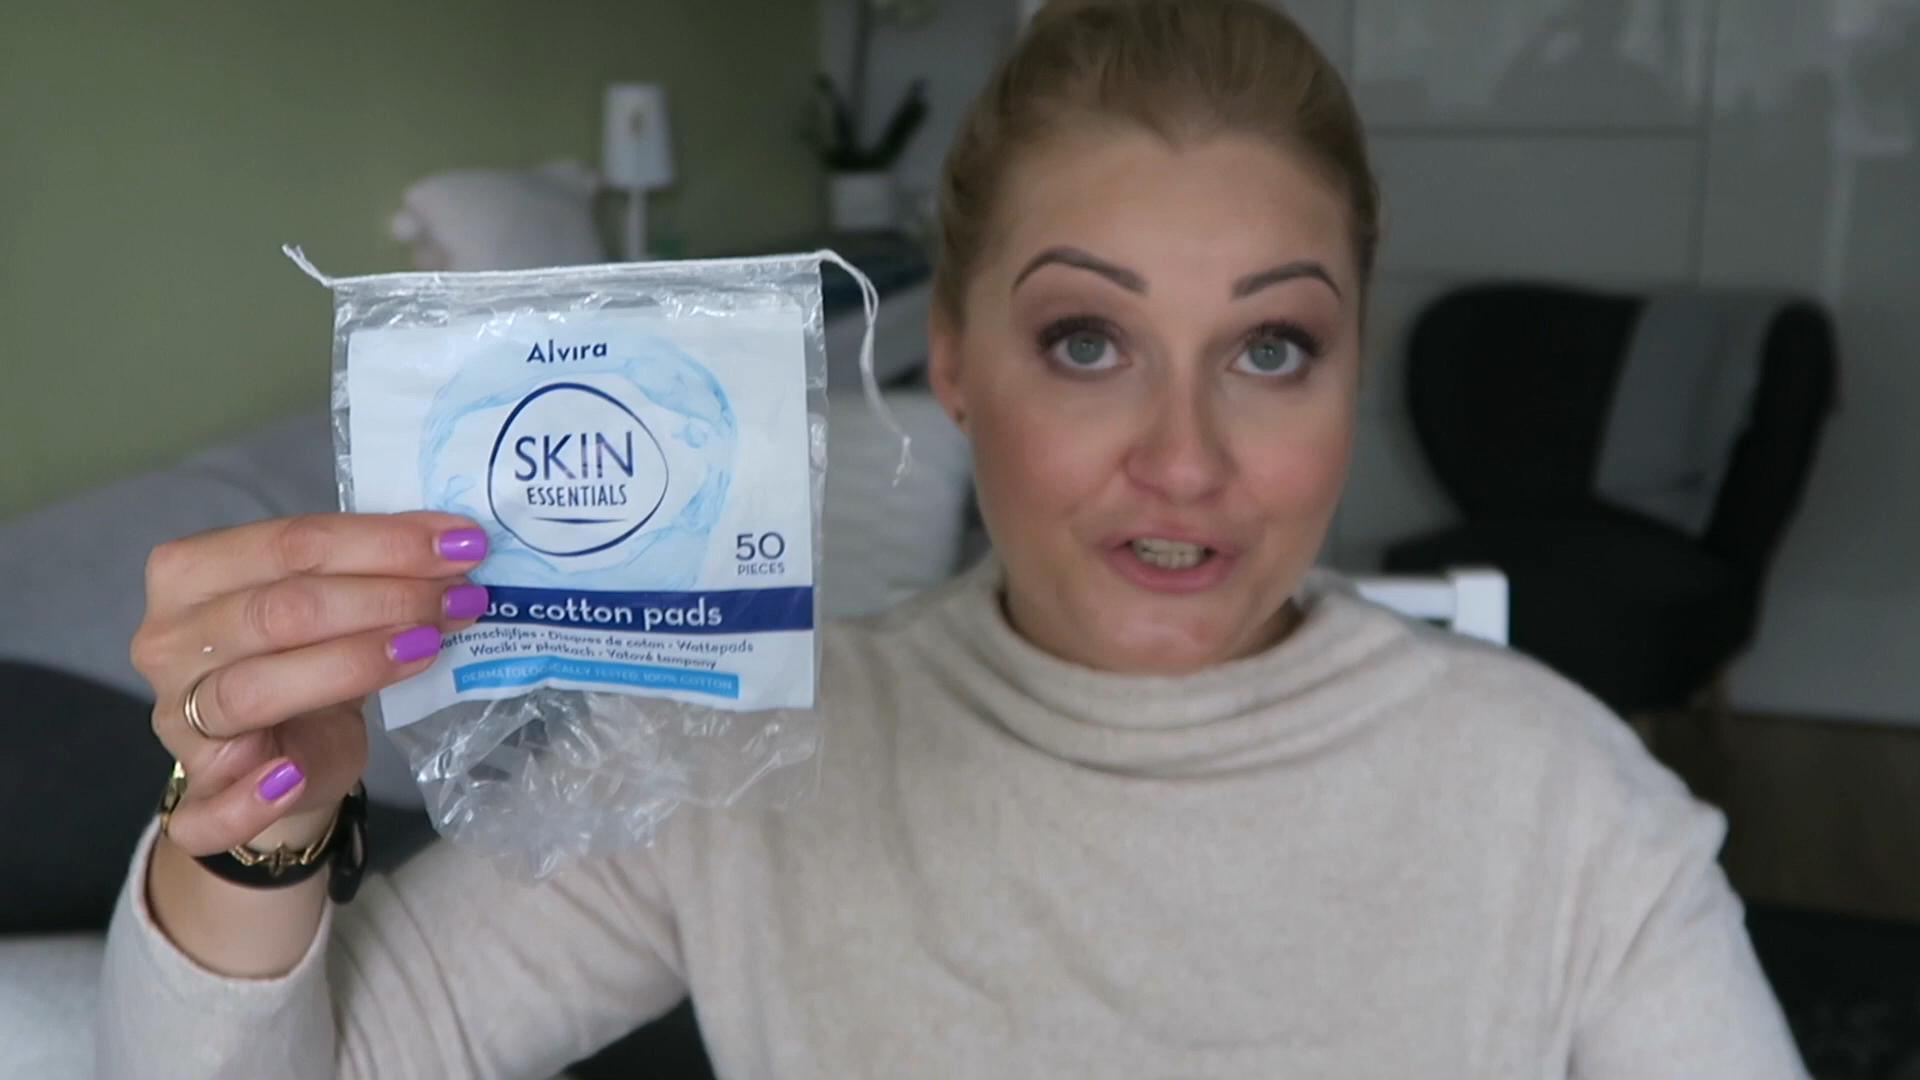 Alvira
SKIN
ESSENTIALS
50
PIECES
cotton pads
Wattenschijfjes • Disques de coton • Wattepads
Waciki w płatkach • Vatové tampony
DERMATOLOGICALLY TESTED, 100% COTTON